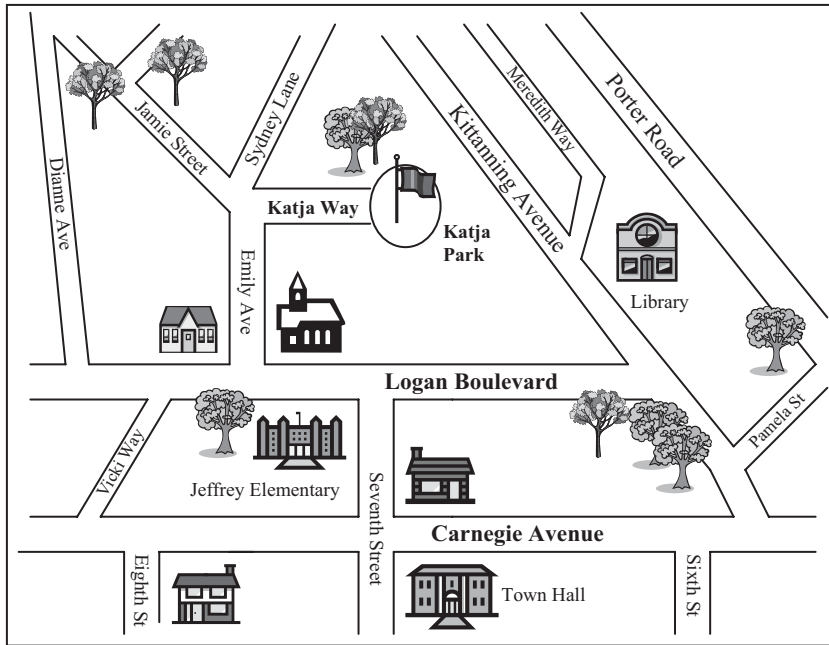 Dianne Ave
Jamie Street
Sydney Lane
Kittanning Avenue
Meredith Way
Porter Road
Katja Way
Katja
Park
Emily Ave
Library
Logan Boulevard
Pamela St
Vicki Way
Jeffrey Elementary
Seventh Street
Carnegie Avenue
Eighth St
Town Hall
Sixth St